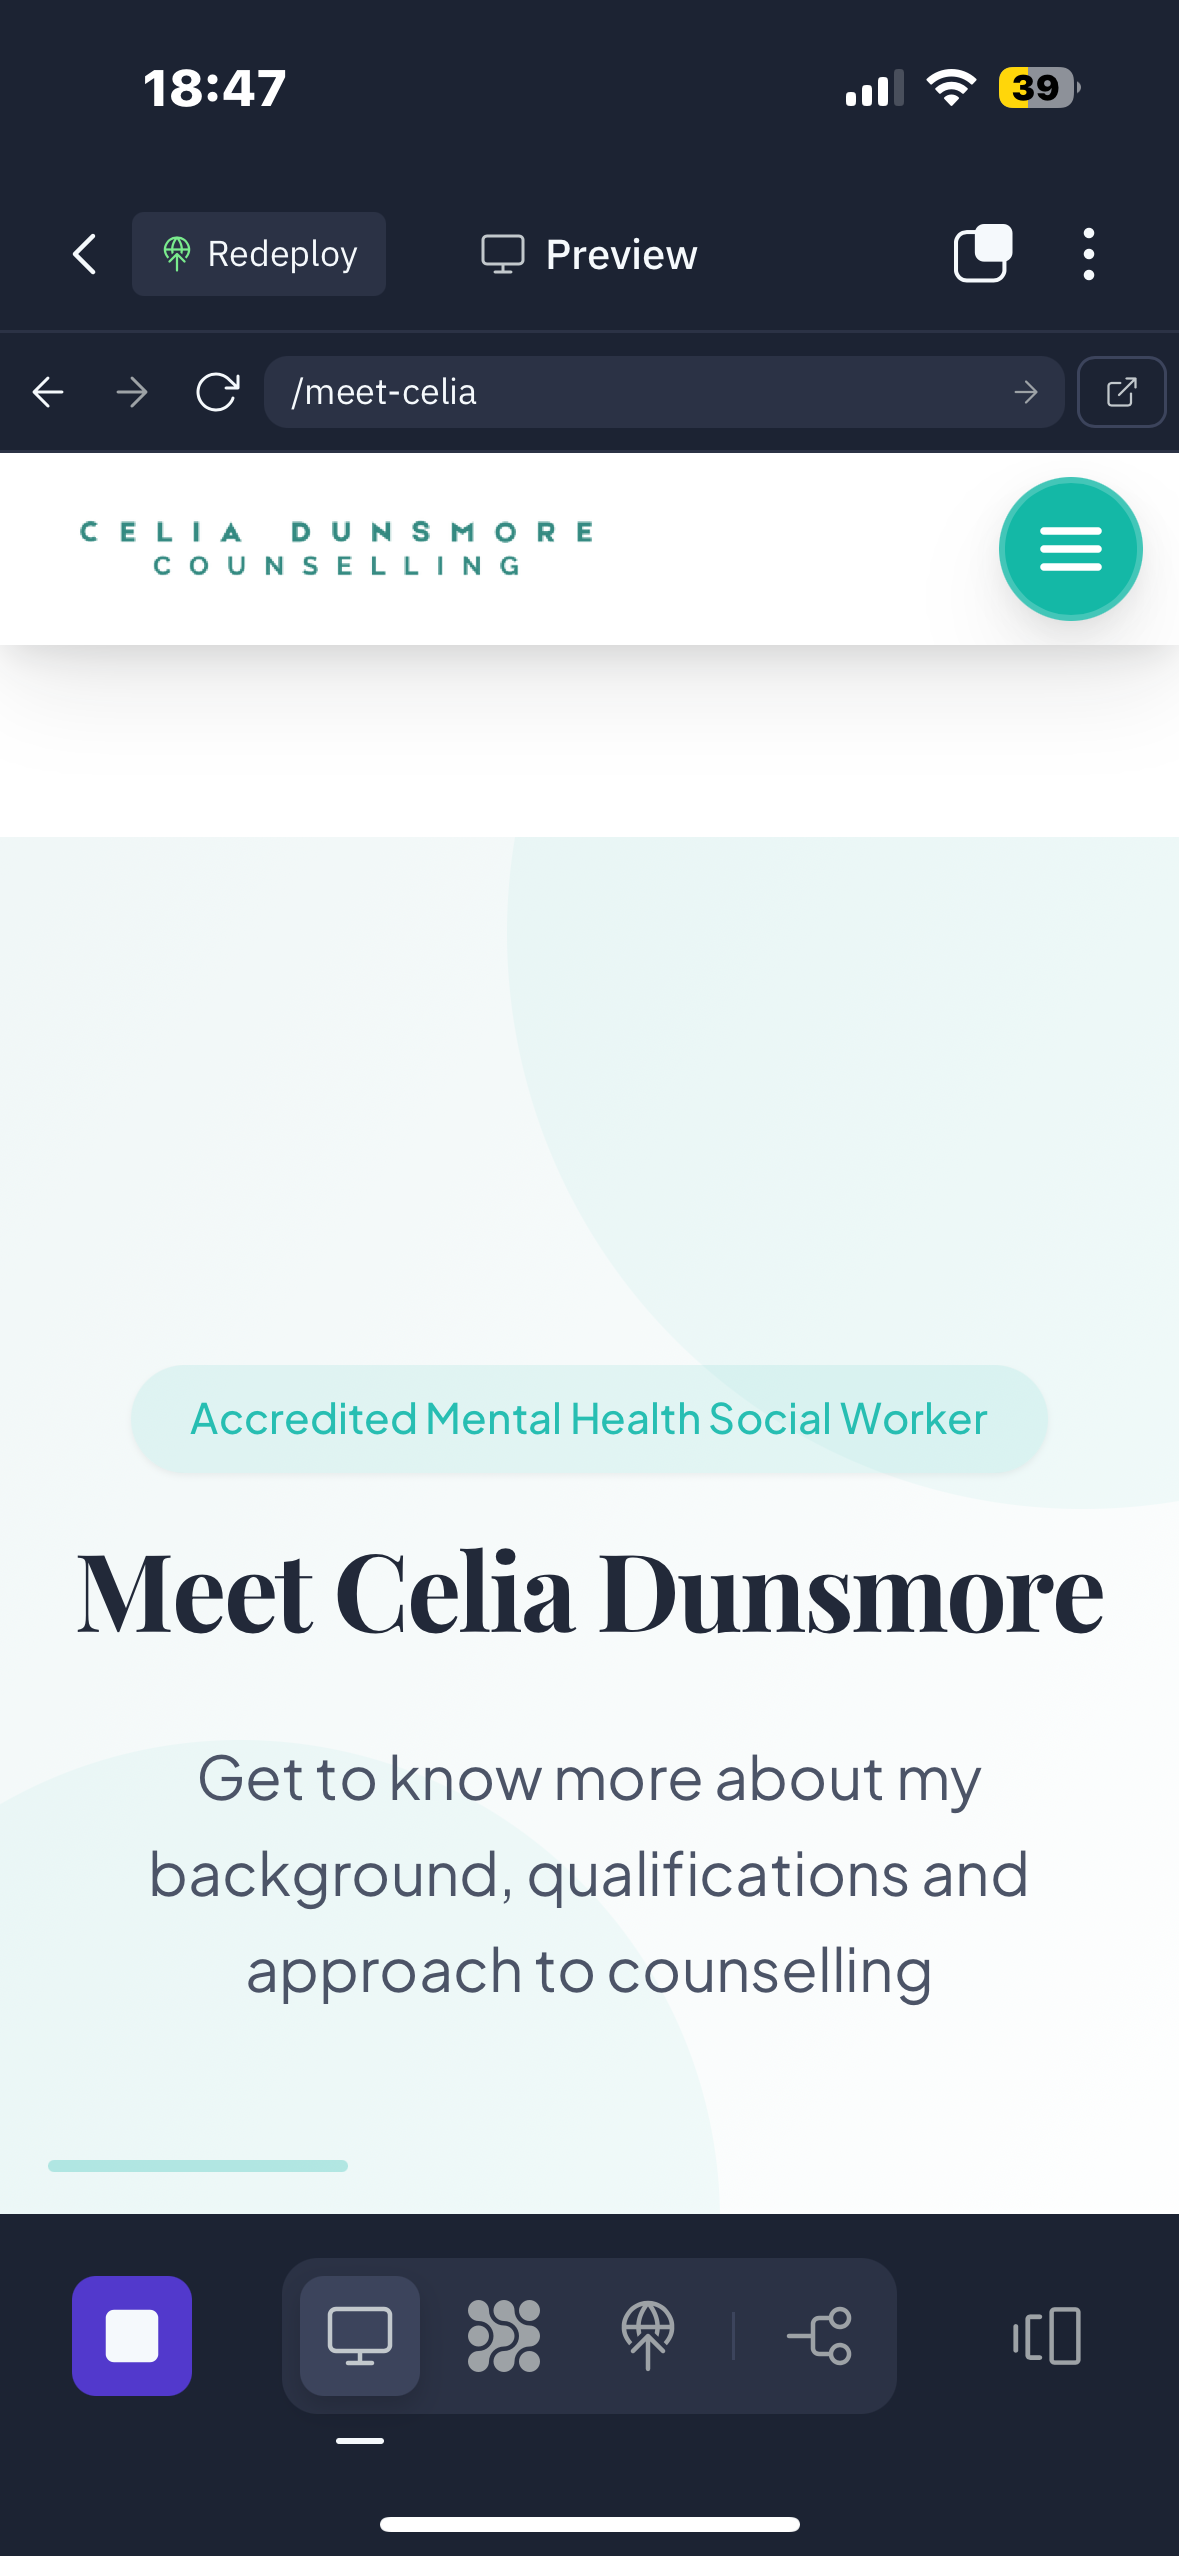 18:47
39
Redeploy
Preview
/meet-celia
CELIA DUNSMORE
COUNSELLING
Accredited Mental Health Social Worker
Meet Celia Dunsmore
Get to know more about my
background, qualifications and
approach to counselling